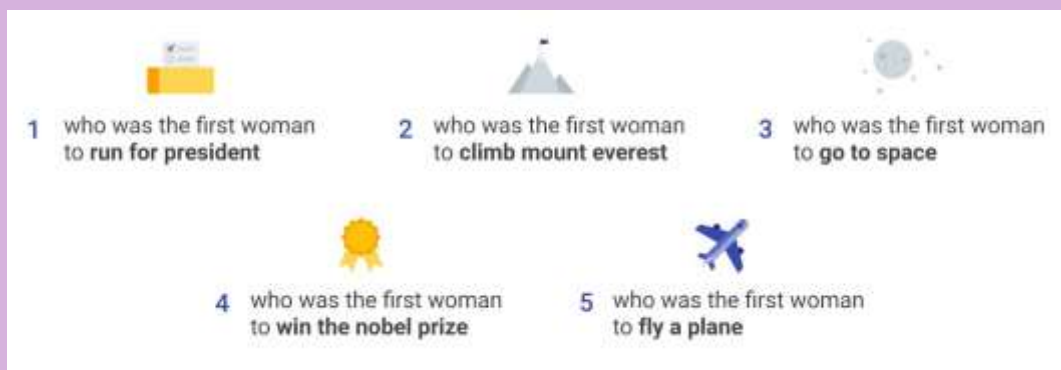 1 who was the first woman
to run for president
2 who was the first woman
to climb mount everest
3 who was the first woman
to go to space
4 who was the first woman
to win the nobel prize
5 who was the first woman
to fly a plane